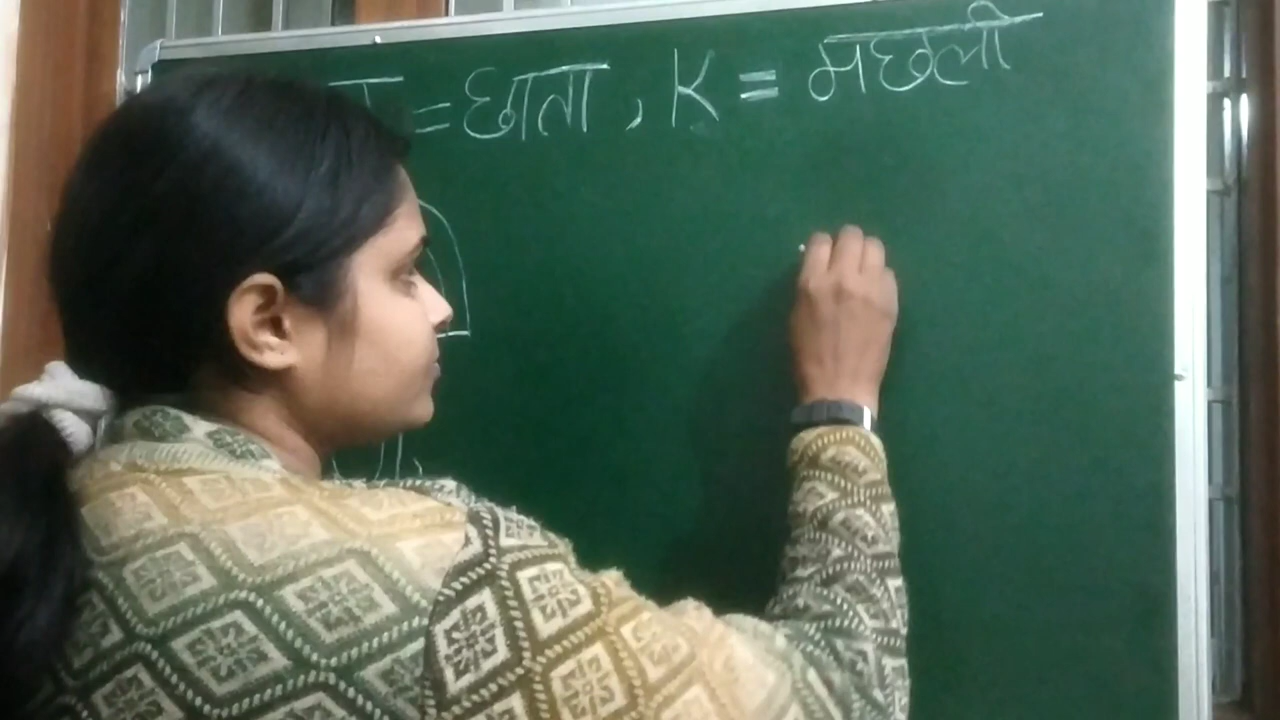 J = छाता , K = मछली